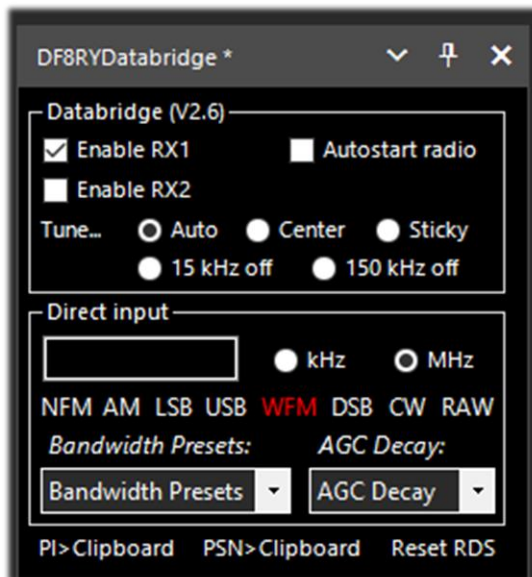 DF8RYDatabridge *
Databridge (V2.6)
Enable RX1 Autostart radio
Enable RX2
Tune... Auto Center Sticky
15 kHz off 150 kHz off
Direct input
kHz MHz
NFM AM LSB USB WFM DSB CW RAW
Bandwidth Presets: AGC Decay:
Bandwidth Presets AGC Decay
PI>Clipboard PSN>Clipboard Reset RDS